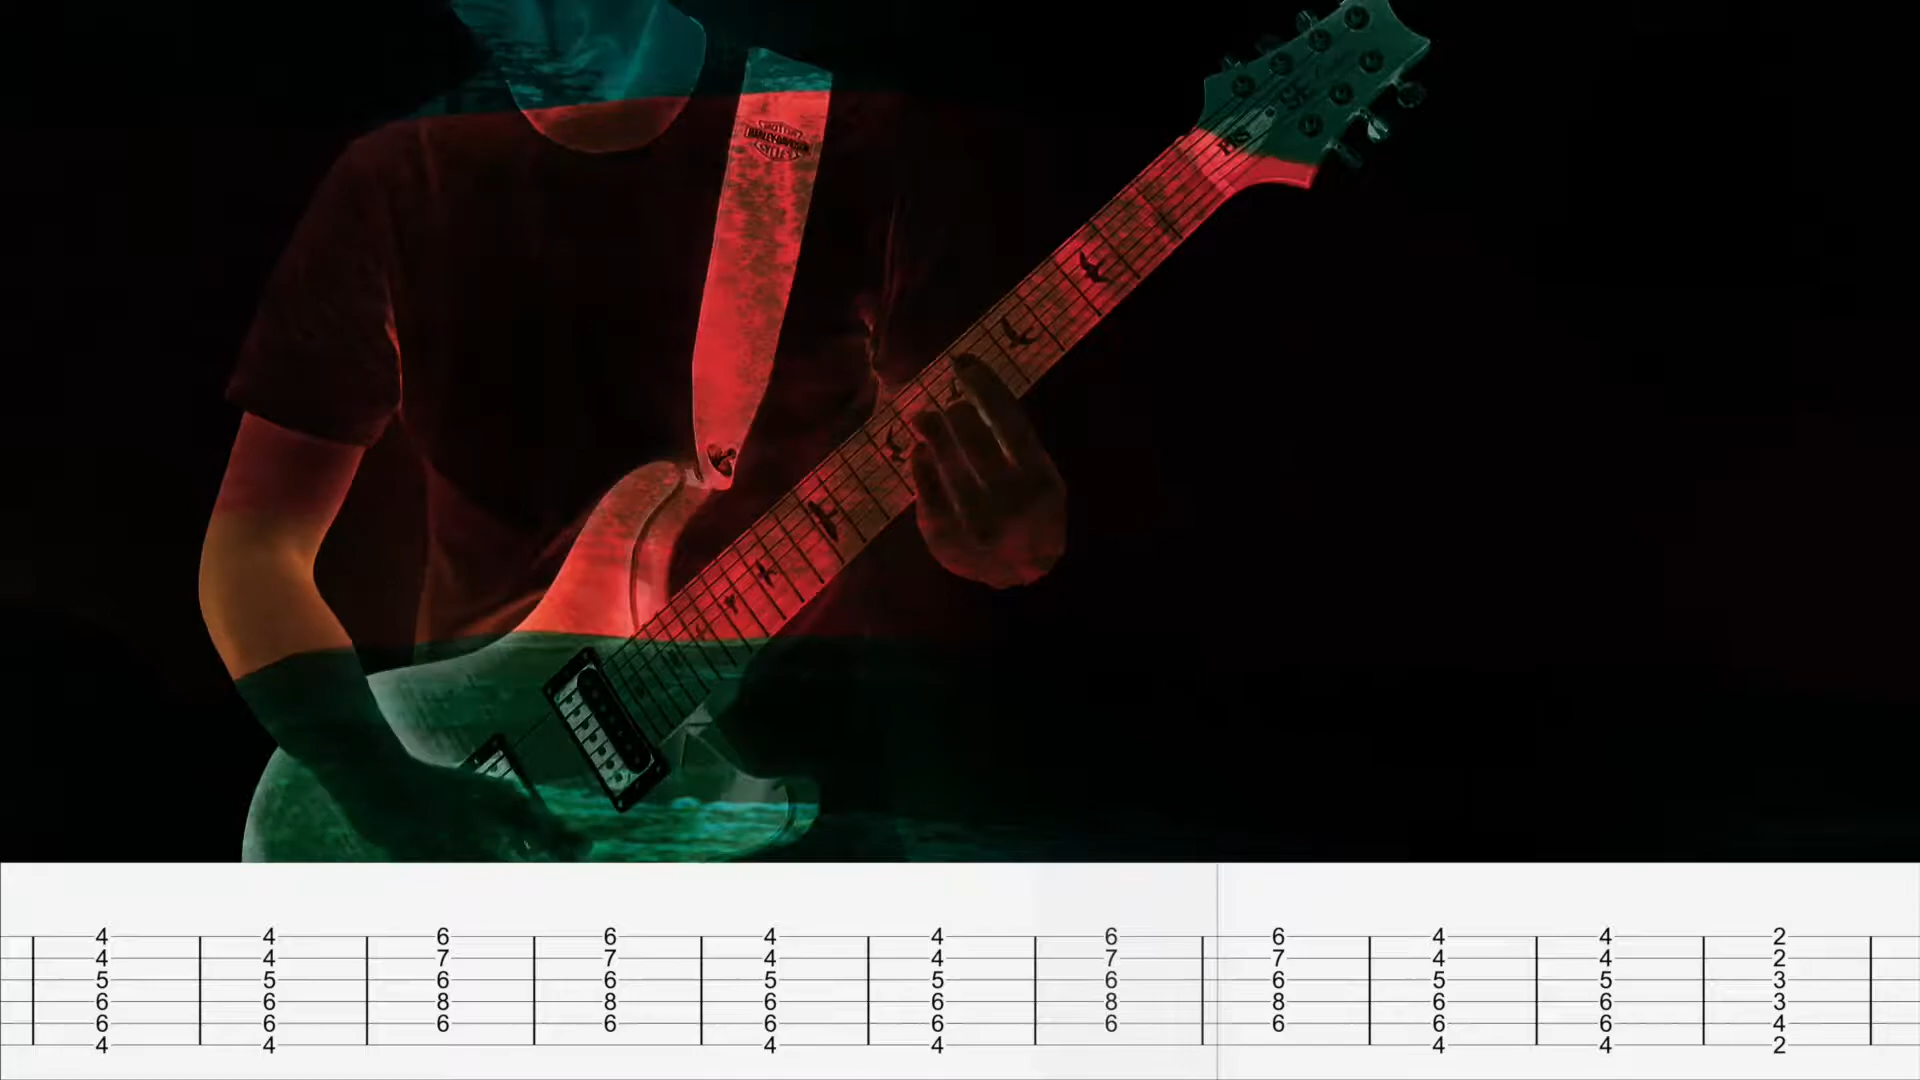 SE
PRS
4 4 6 6 4 4 6 6 4 4 2
4 4 7 7 4 4 7 7 4 4 2
5 5 6 6 5 5 6 6 5 5 3
6 6 8 8 6 6 8 8 6 6 3
6 6 6 6 6 6 6 6 6 6 4
4 4 4 4 4 4 2